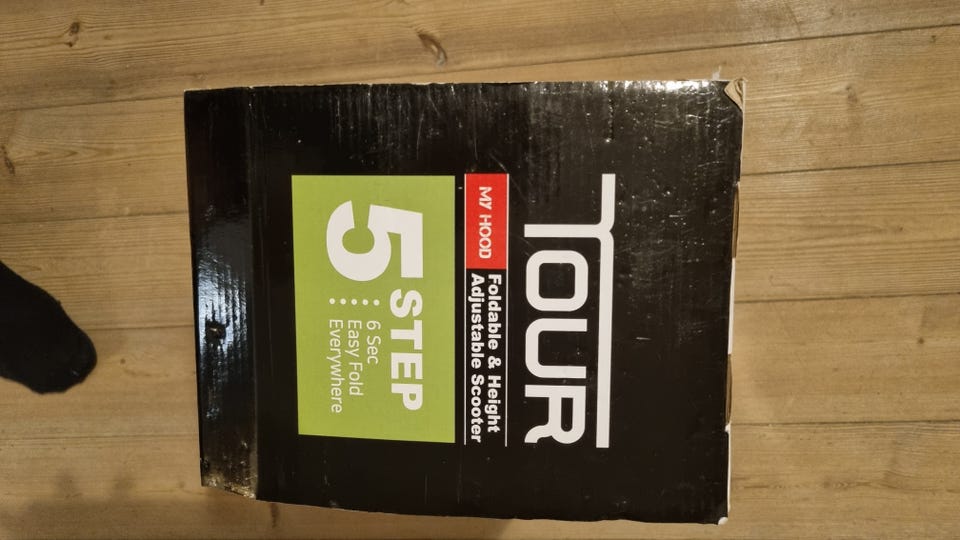 TOUR
MY HOOD
Foldable & Height
Adjustable Scooter
5 STEP
6 Sec
Easy Fold
Everywhere